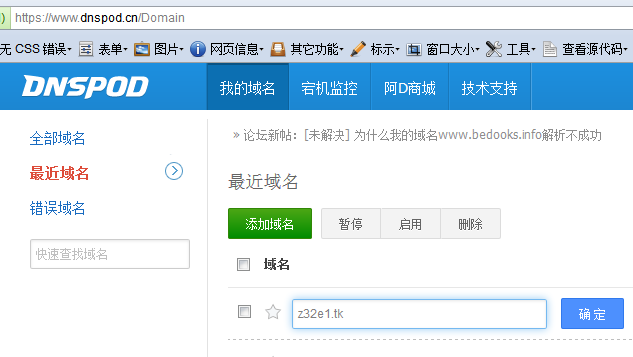 https://www.dnspod.cn/Domain
无 CSS 错误 表单 图片 网页信息 其它功能 标示 窗口大小 工具 查看源代码
DNSPOD 我的域名 宕机监控 阿D商城 技术支持
全部域名
最近域名
错误域名
快速查找域名
» 论坛新帖：[未解决] 为什么我的域名www.bedooks.info解析不成功
最近域名
添加域名 暂停 启用 删除
域名
z32e1.tk 确 定